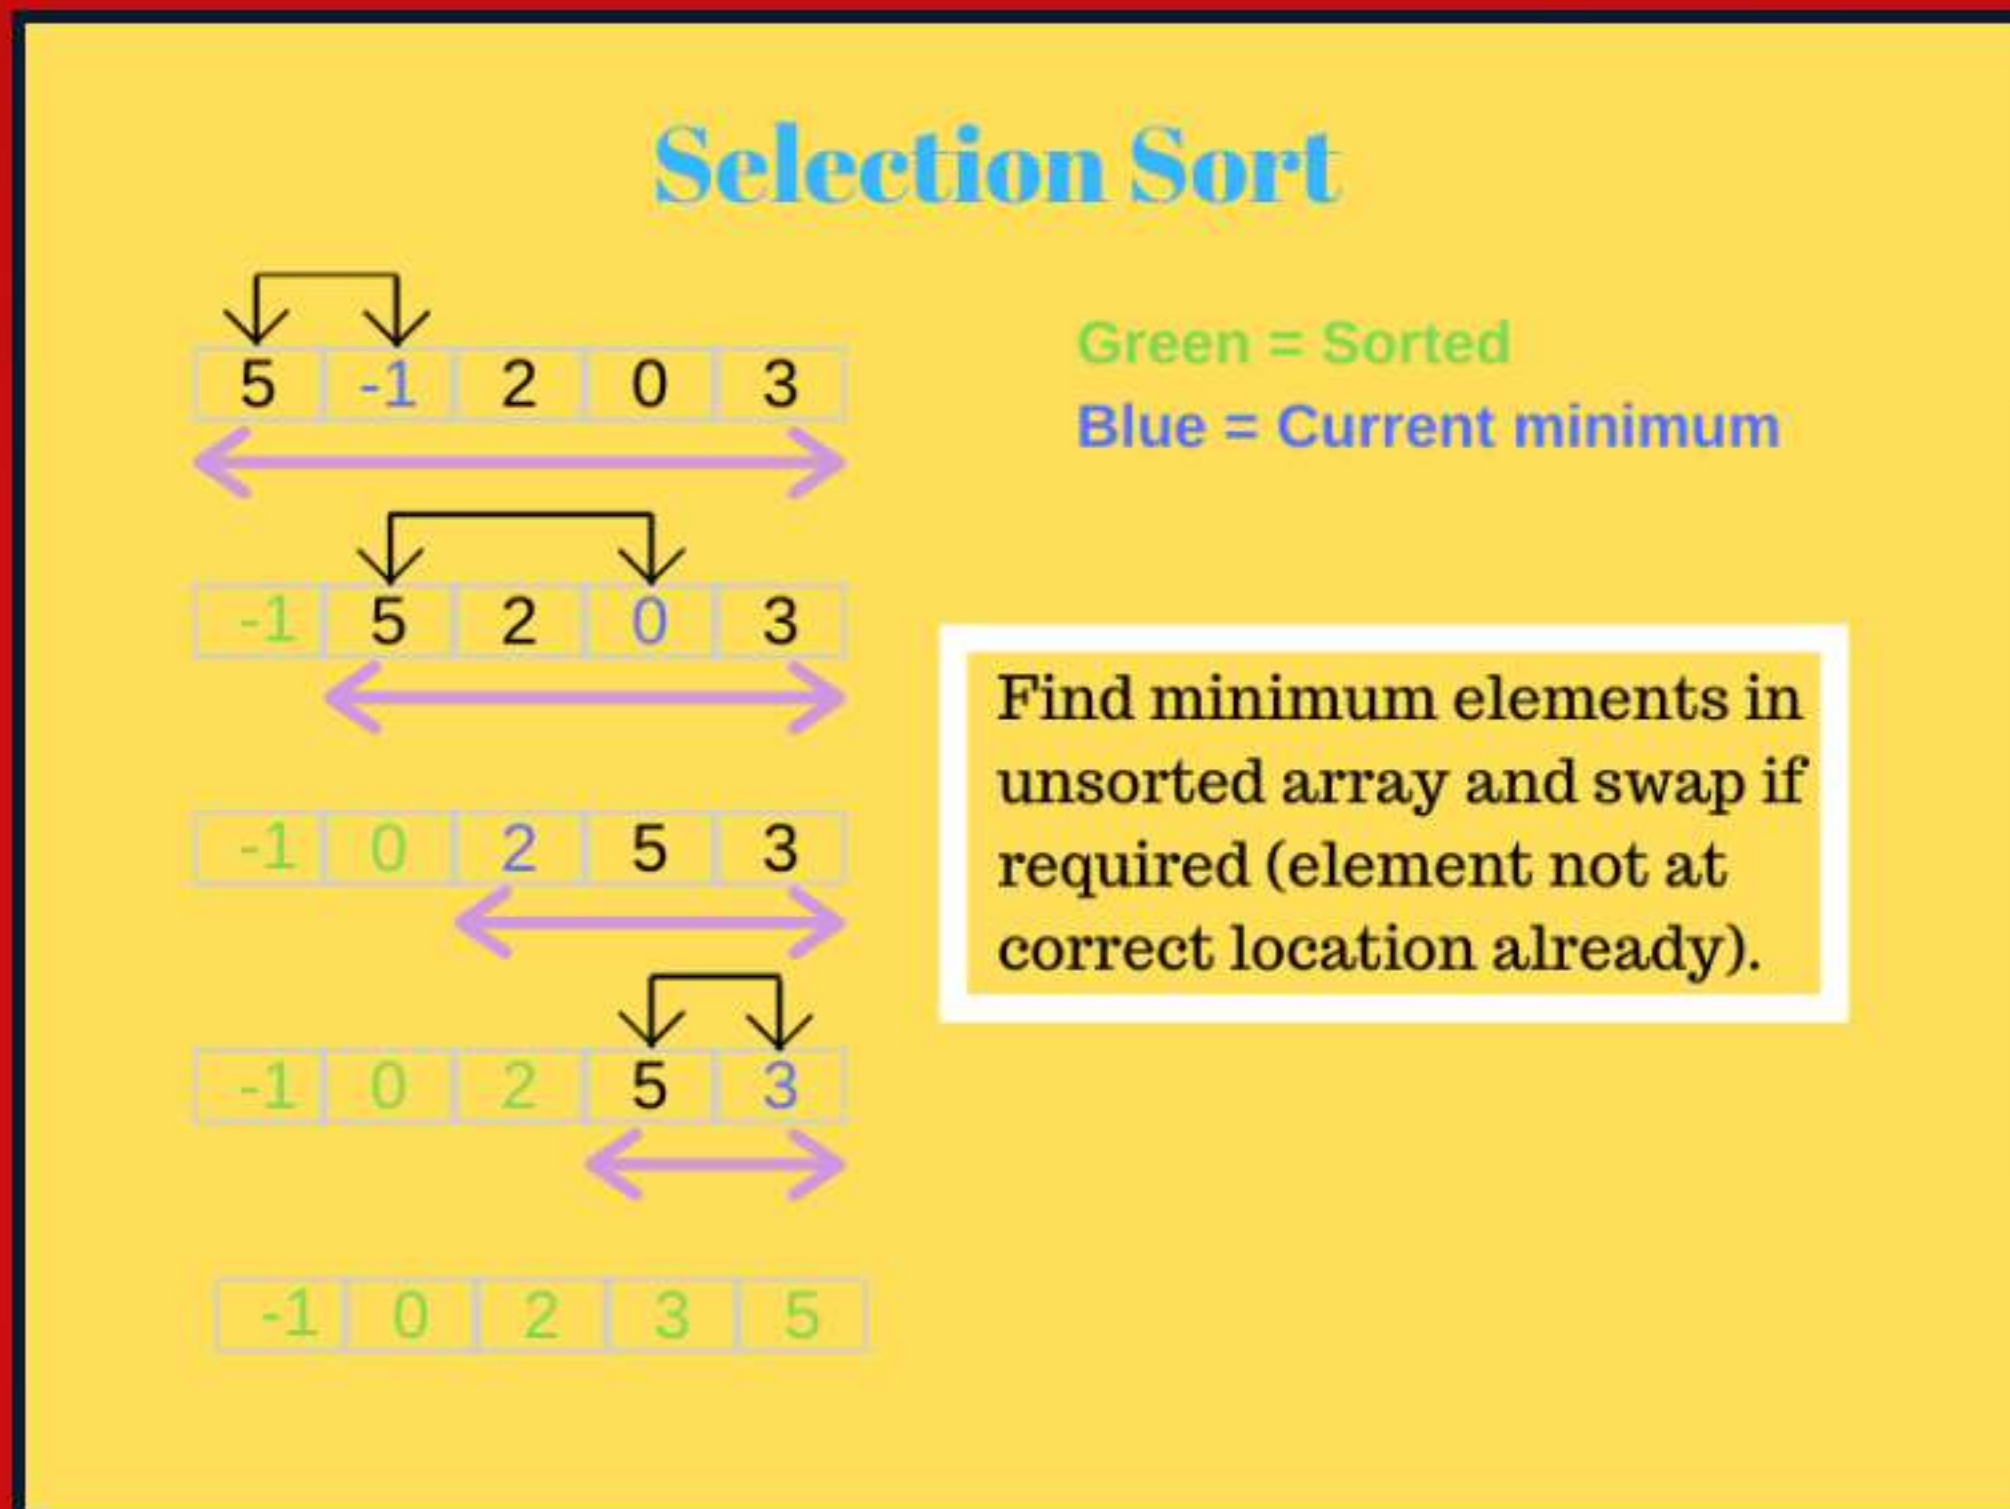 Selection Sort
5 -1 2 0 3
Green = Sorted
Blue = Current minimum
-1 5 2 0 3
Find minimum elements in
unsorted array and swap if
required (element not at
correct location already).
-1 0 2 5 3
-1 0 2 5 3
-1 0 2 3 5